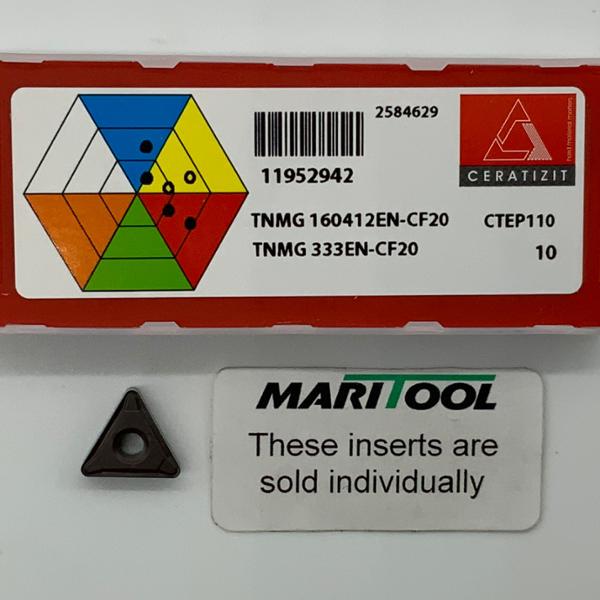 2584629
11952942
hard material matters
CERATIZIT
TNMG 160412EN-CF20 CTEP110
TNMG 333EN-CF20 10
MARITOOL
These inserts are
sold individually